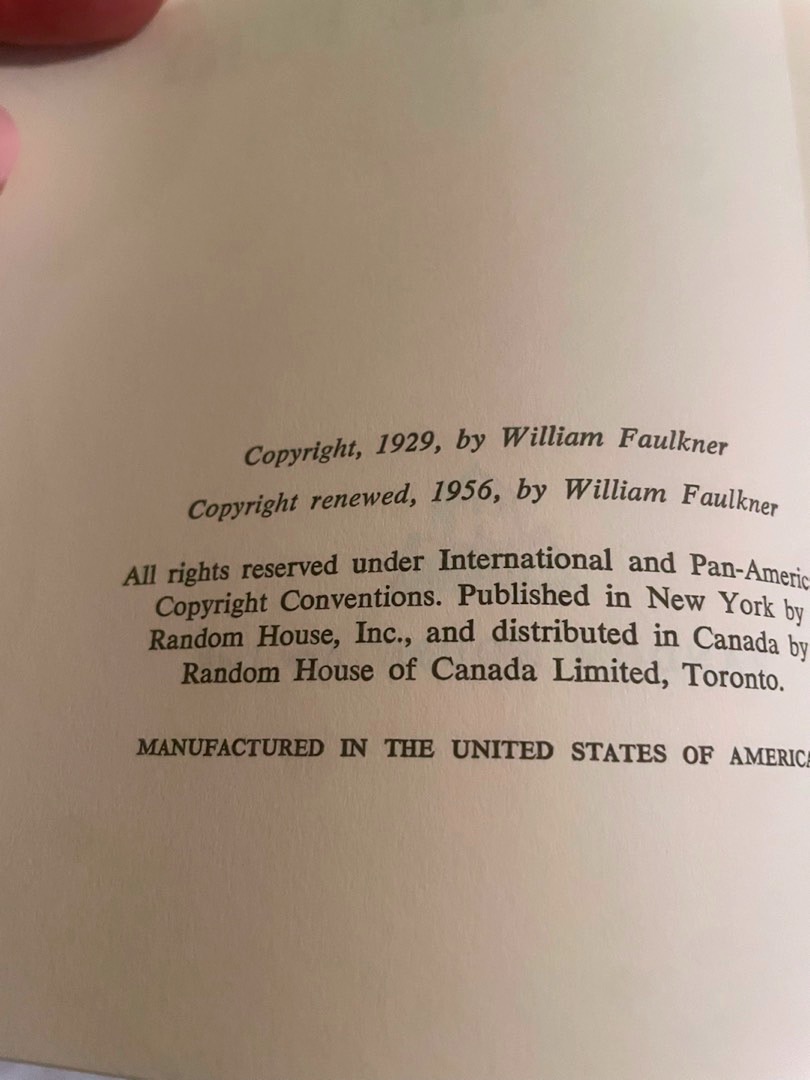 Copyright, 1929, by William Faulkner
Copyright renewed, 1956, by William Faulkner
All rights reserved under International and Pan-Americ
Copyright Conventions. Published in New York by
Random House, Inc., and distributed in Canada by
Random House of Canada Limited, Toronto.
MANUFACTURED IN THE UNITED STATES OF AMERICA